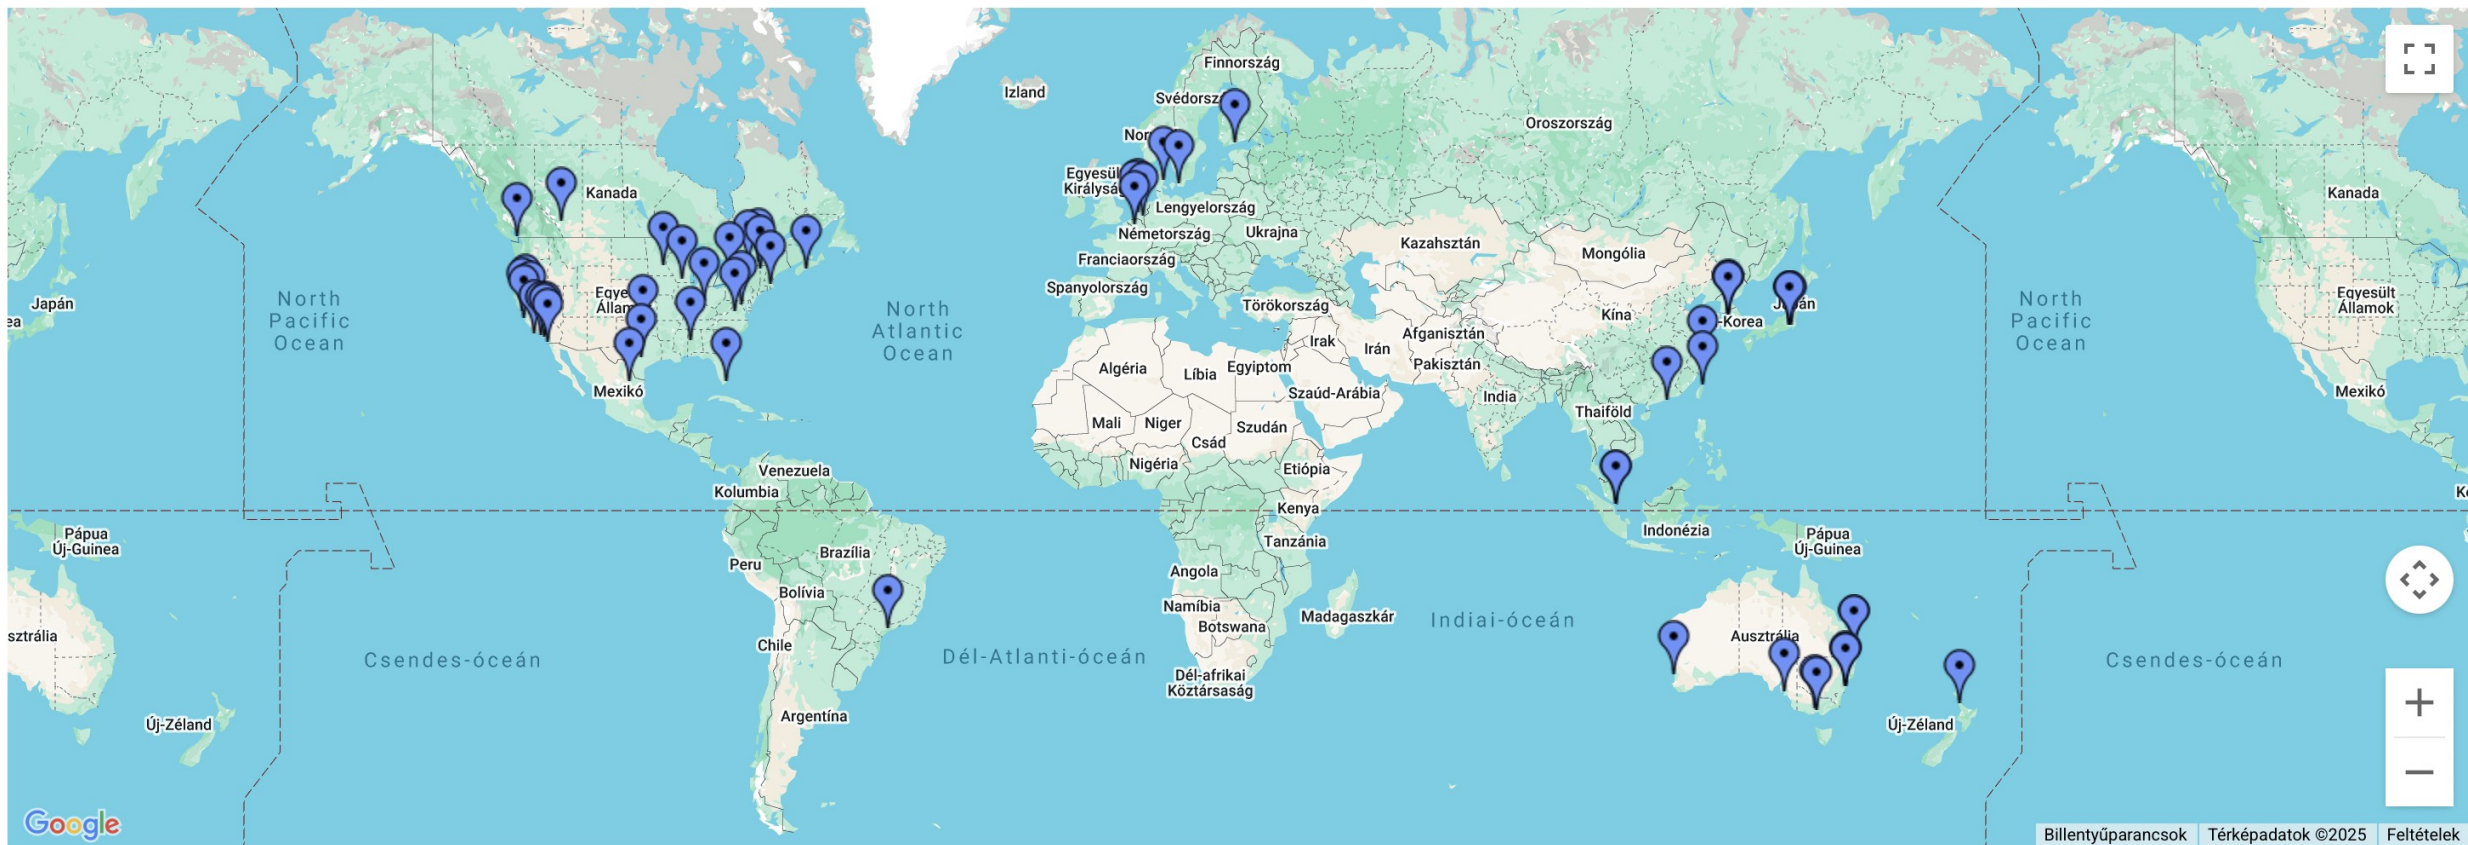 Finnország
Izland
Svédorsz
Oroszország
Nor
Kanada
Egyesül
Királyság
Kanada
Lengyelország
Németország
Ukrajna
Kazahsztán
Mongólia
Franciaország
Spanyolország
Törökország
Japán
North
Pacific
Ocean
Egye
Állam
North
Atlantic
Ocean
Kína
-Korea
North
Pacific
Ocean
Egyesült
Államok
Afganisztán
Irak
Irán
Pakisztán
Algéria
Líbia
Egyiptom
Szaúd-Arábia
India
Mexikó
Mexikó
Thaiföld
Mali
Niger
Csád
Szudán
Nigéria
Etiópia
Venezuela
Kolumbia
Kenya
Pápua
Új-Guinea
Indonézia
Pápua
Új-Guinea
Tanzánia
Brazília
Peru
Angola
Bolívia
Namíbia
Botswana
Madagaszkár
Indiai-óceán
sztrália
Ausztrália
Chile
Csendes-óceán
Dél-Atlanti-óceán
Csendes-óceán
Dél-afrikai
Köztársaság
Argentína
Új-Zéland
Új-Zéland
Google
Billentyűparancsok
Térképadatok ©2025
Feltételek